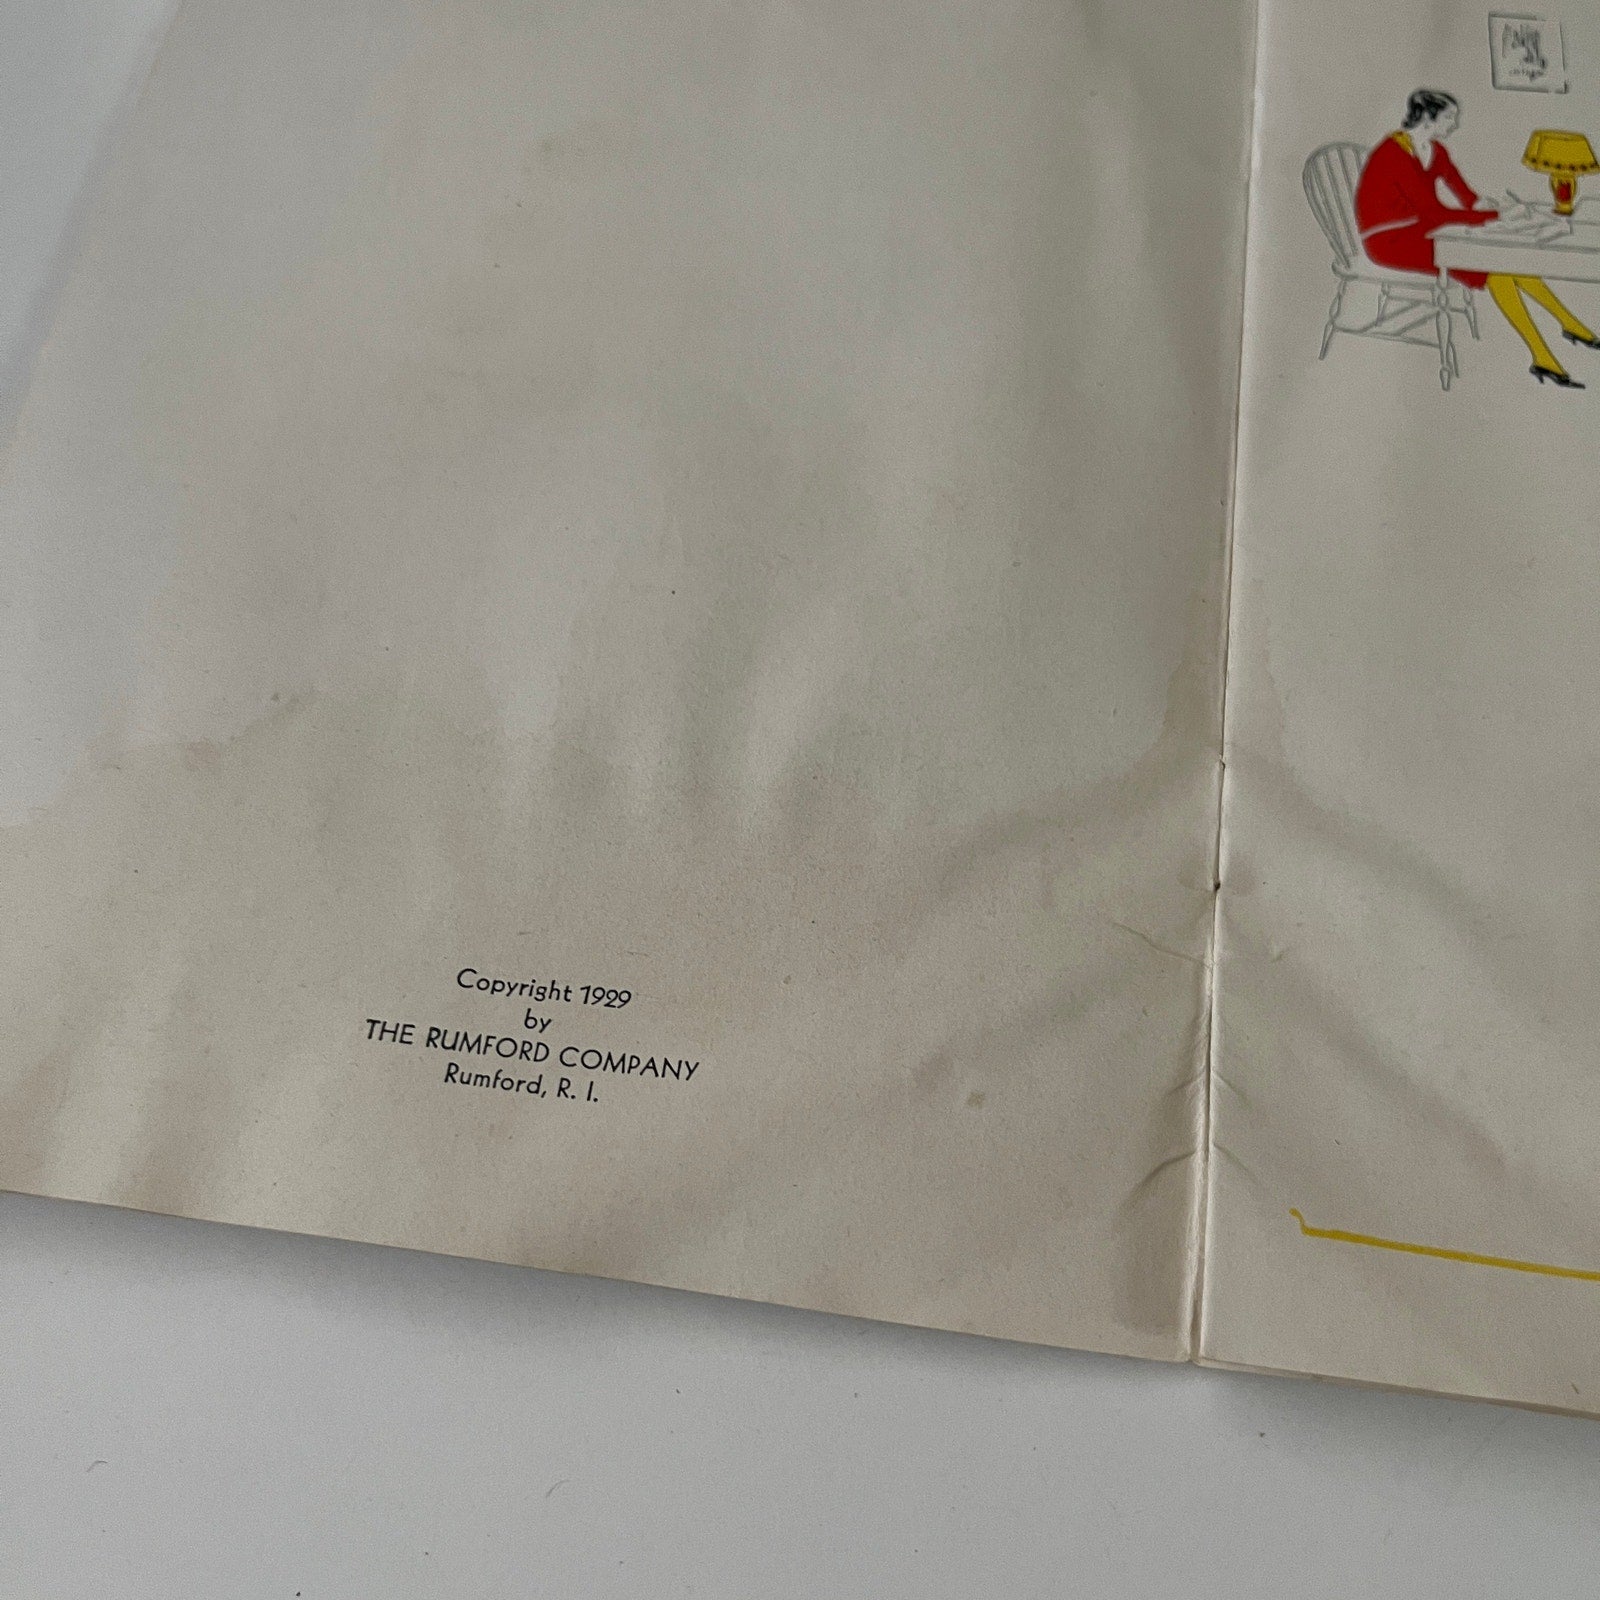 Copyright 1929
by
THE RUMFORD COMPANY
Rumford, R. I.